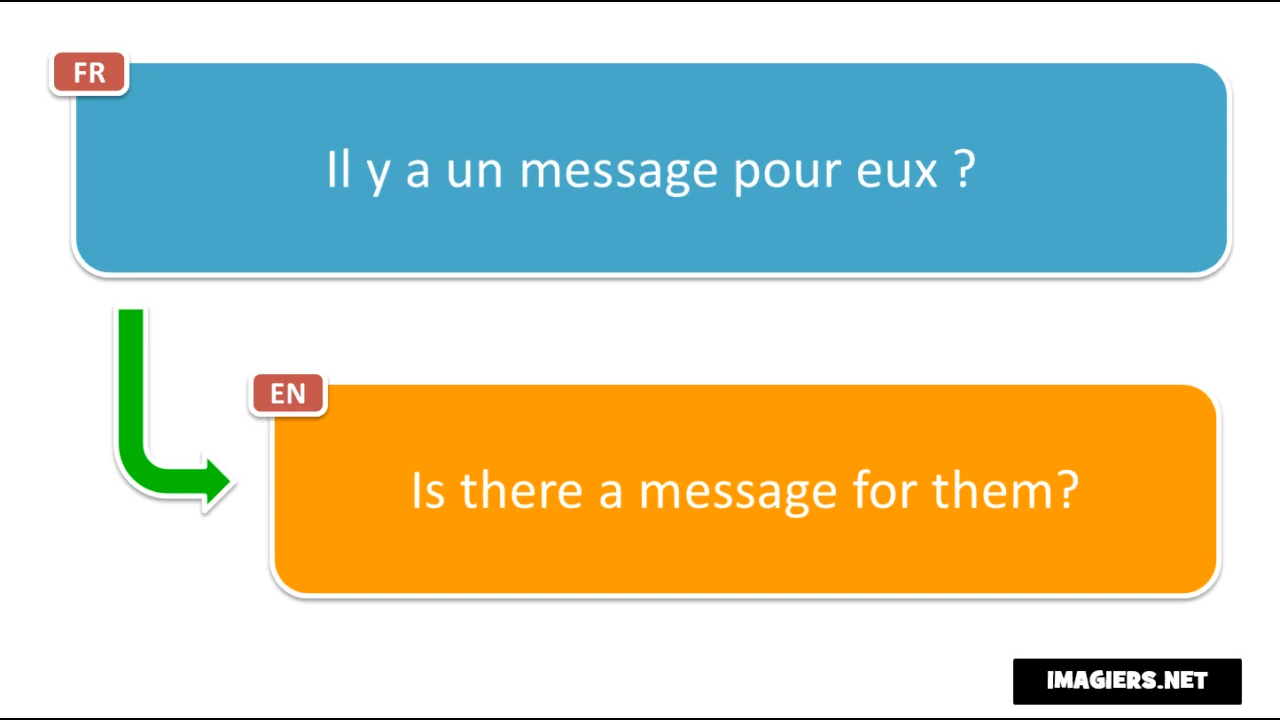 FR
Il y a un message pour eux ?
EN
Is there a message for them?
IMAGIERS.NET